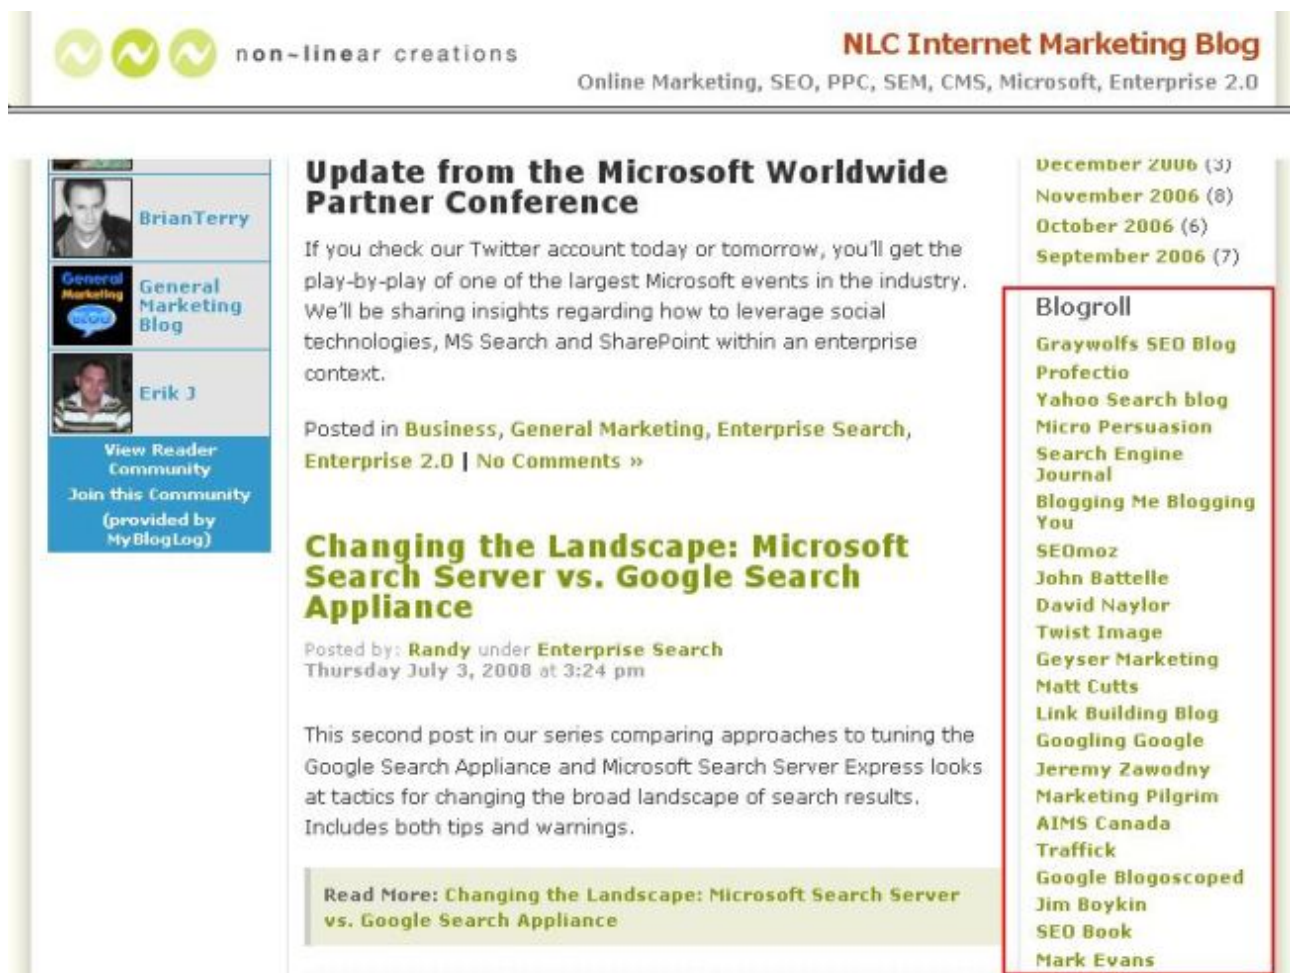 non-linear creations
NLC Internet Marketing Blog
Online Marketing, SEO, PPC, SEM, CMS, Microsoft, Enterprise 2.0
BrianTerry
General
Marketing
BLOG
General
Marketing
Blog
Erik J
View Reader
Community
Join this Community
(provided by
MyBlogLog)
Update from the Microsoft Worldwide
Partner Conference
If you check our Twitter account today or tomorrow, you'll get the
play-by-play of one of the largest Microsoft events in the industry.
We'll be sharing insights regarding how to leverage social
technologies, MS Search and SharePoint within an enterprise
context.
Posted in Business, General Marketing, Enterprise Search,
Enterprise 2.0 | No Comments »
Changing the Landscape: Microsoft
Search Server vs. Google Search
Appliance
Posted by: Randy under Enterprise Search
Thursday July 3, 2008 at 3:24 pm
This second post in our series comparing approaches to tuning the
Google Search Appliance and Microsoft Search Server Express looks
at tactics for changing the broad landscape of search results.
Includes both tips and warnings.
Read More: Changing the Landscape: Microsoft Search Server
vs. Google Search Appliance
December 2006 (3)
November 2006 (8)
October 2006 (6)
September 2006 (7)
Blogroll
Graywolfs SEO Blog
Profectio
Yahoo Search blog
Micro Persuasion
Search Engine
Journal
Blogging Me Blogging
You
SEOmoz
John Battelle
David Naylor
Twist Image
Geyser Marketing
Matt Cutts
Link Building Blog
Googling Google
Jeremy Zawodny
Marketing Pilgrim
AIMS Canada
Traffick
Google Blogoscoped
Jim Boykin
SEO Book
Mark Evans